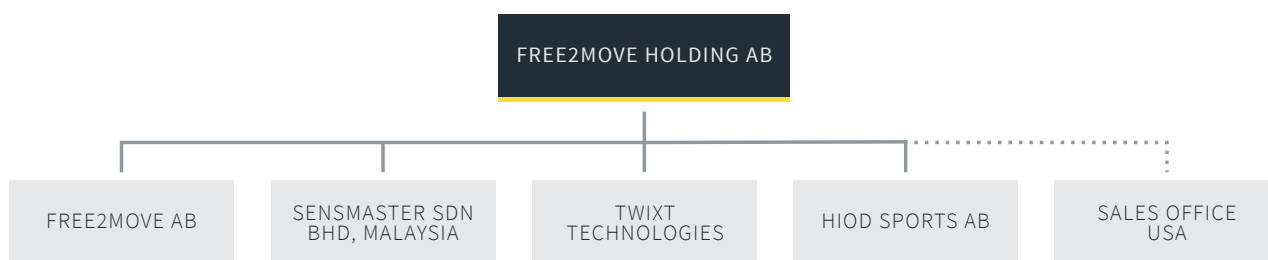 FREE2MOVE HOLDING AB
FREE2MOVE AB
SENSMASTER SDN
BHD, MALAYSIA
TWIXT
TECHNOLOGIES
HIOD SPORTS AB
SALES OFFICE
USA